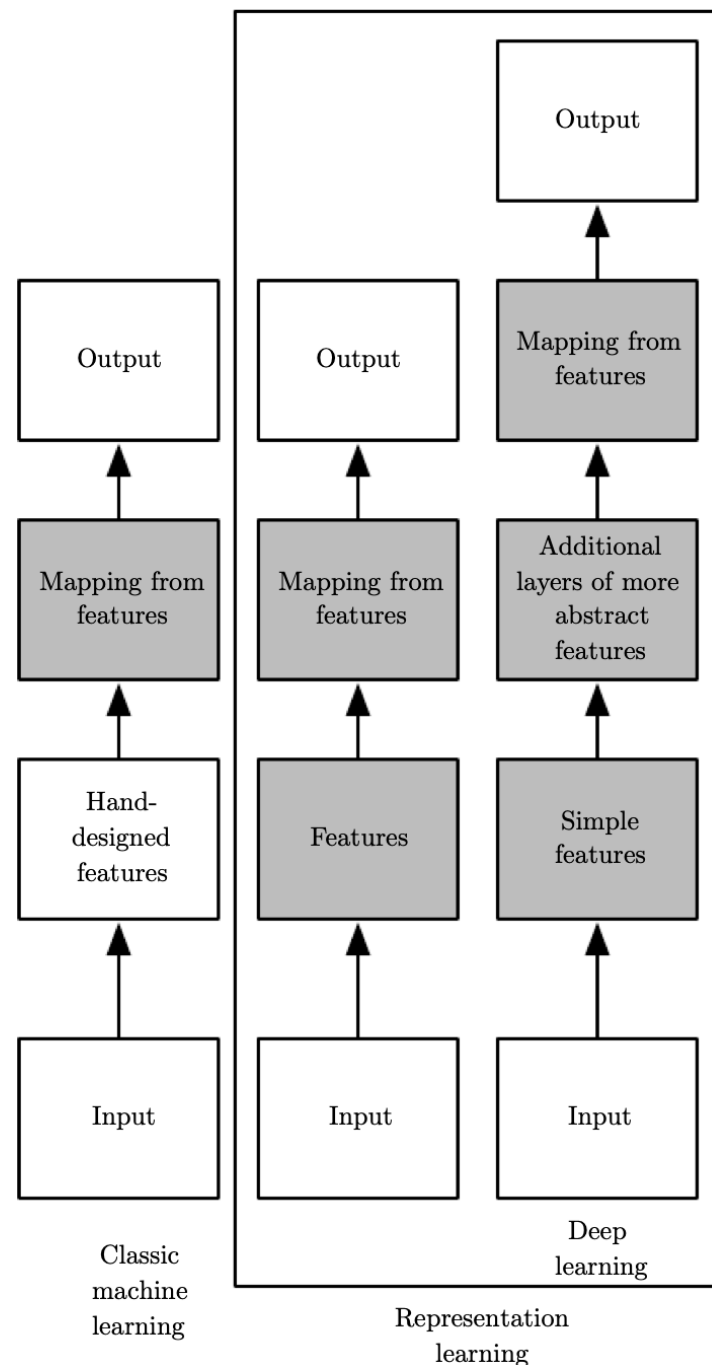 Output
Output
Output
Mapping from
features
Mapping from
features
Mapping from
features
Additional
layers of more
abstract
features
Hand-
designed
features
Features
Simple
features
Input
Input
Input
Classic
machine
learning
Deep
learning
Representation
learning